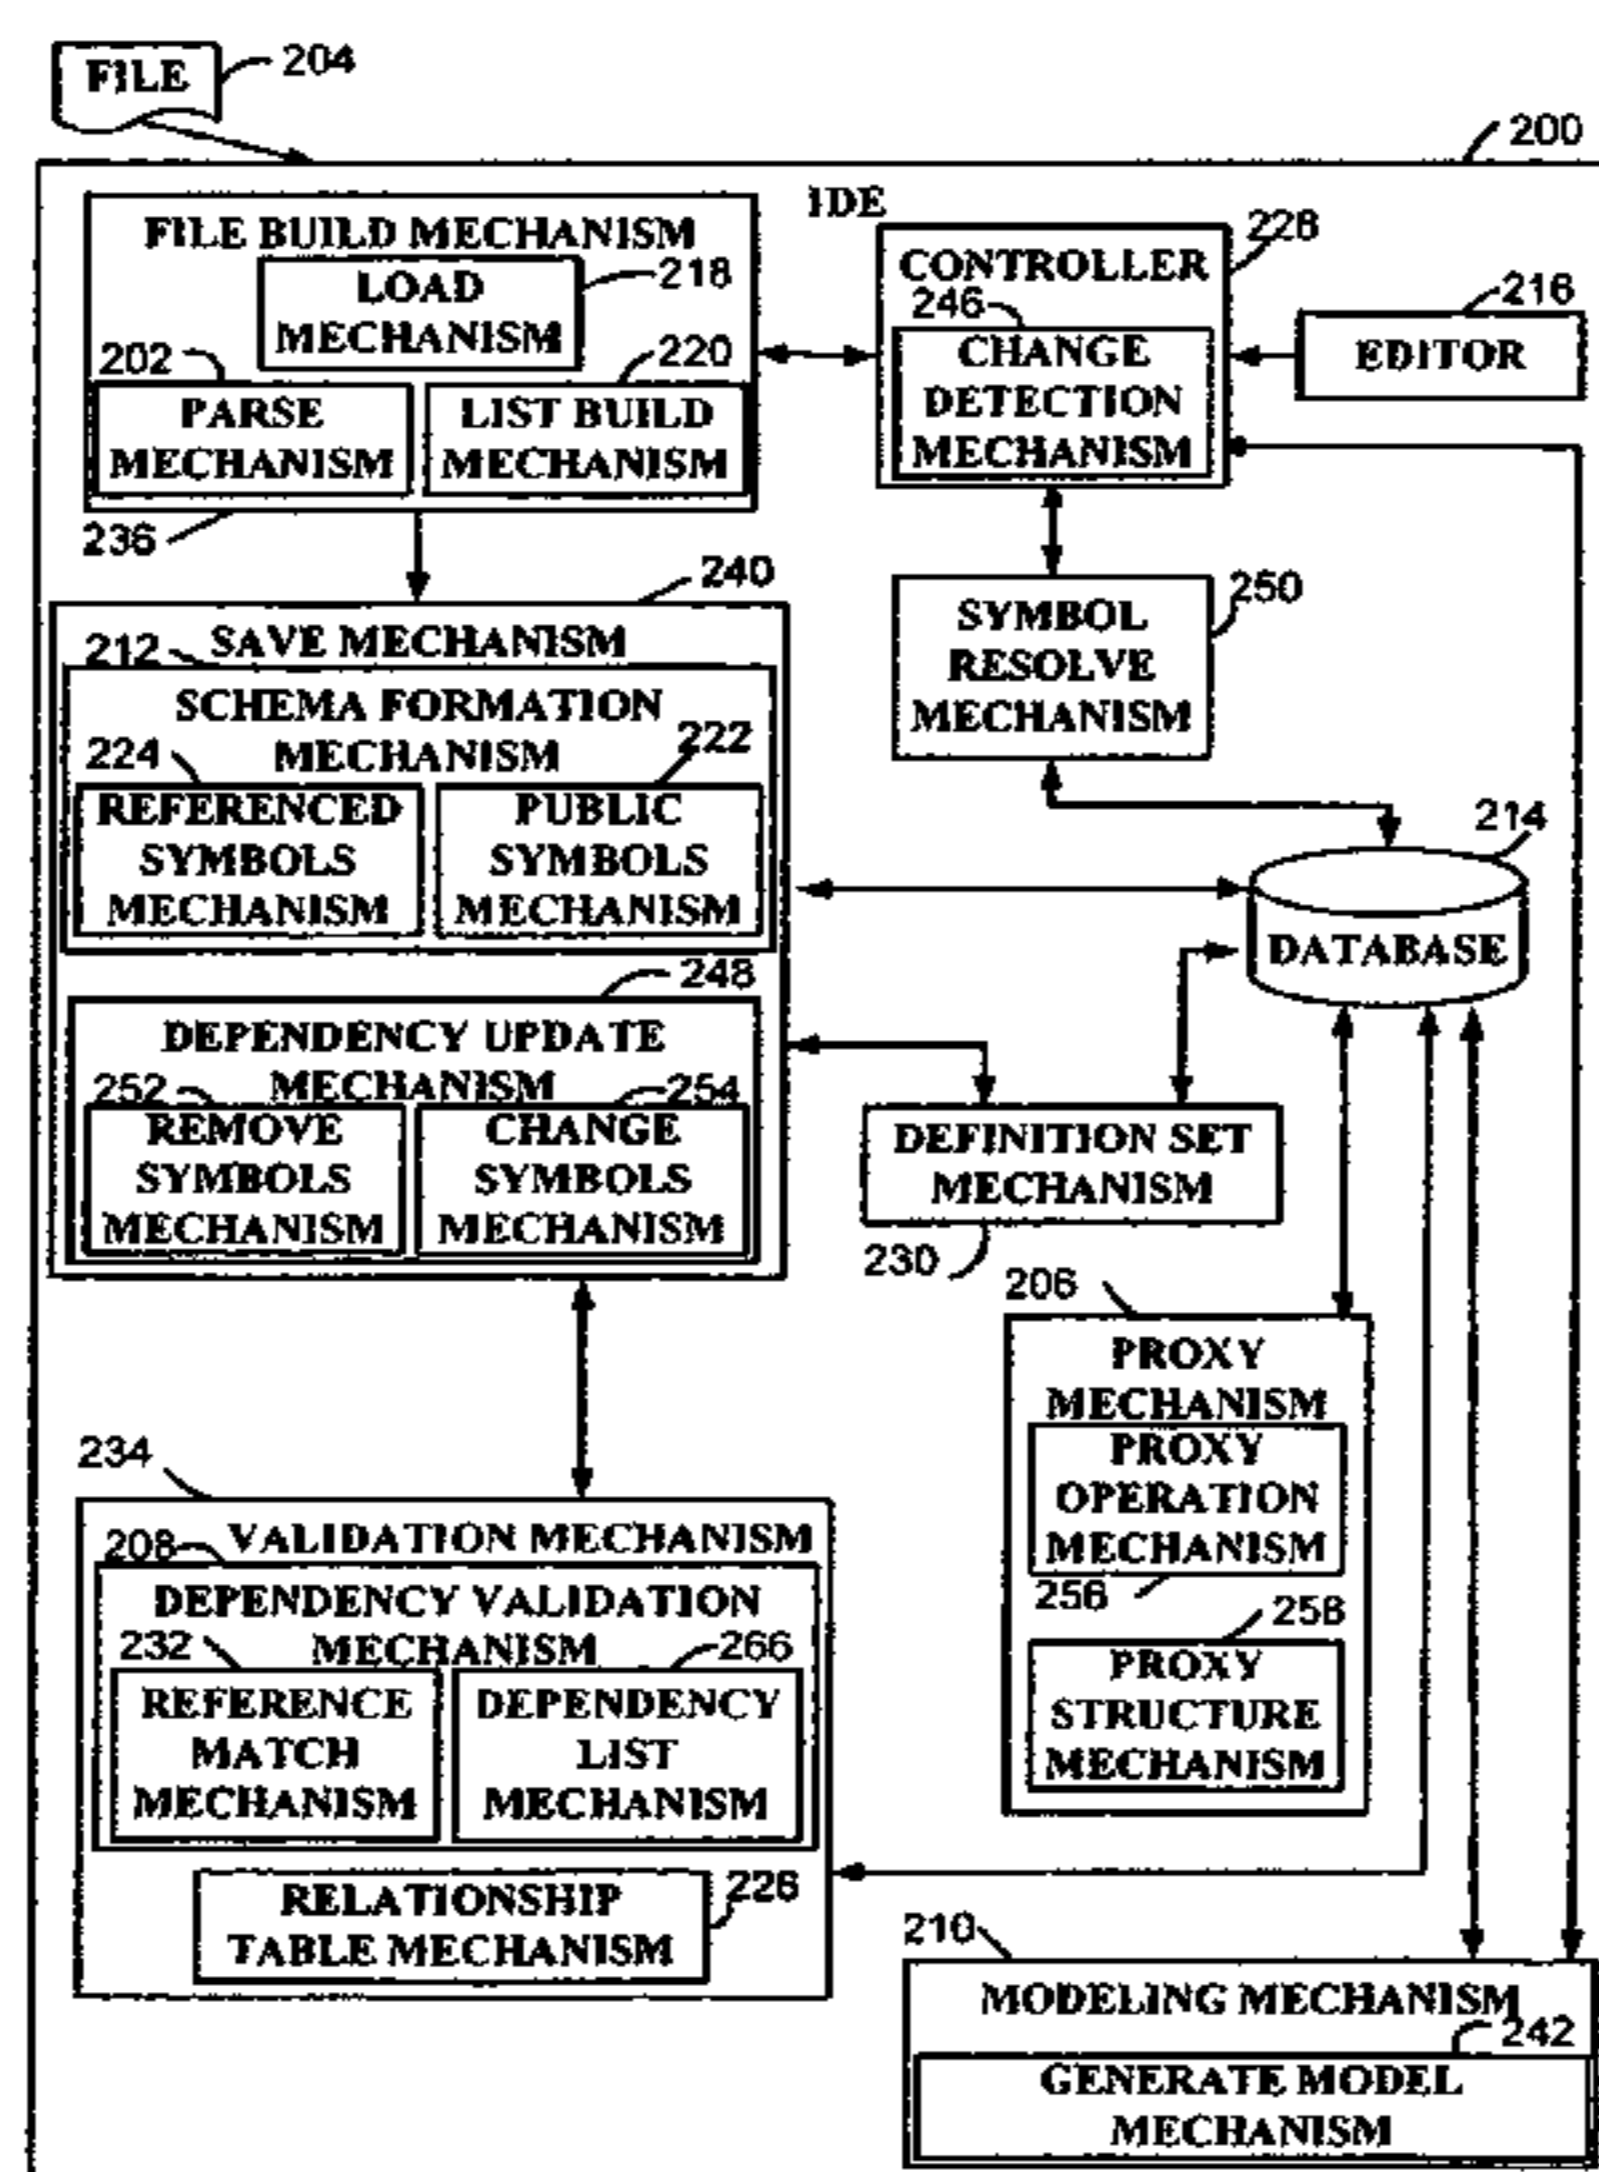 FILE
204
200
IDE
FILE BUILD MECHANISM
LOAD
MECHANISM
218
202
PARSE
MECHANISM
220
LIST BUILD
MECHANISM
236
228
CONTROLLER
246
CHANGE
DETECTION
MECHANISM
216
EDITOR
240
SAVE MECHANISM
212
SCHEMA FORMATION
MECHANISM
224
REFERENCED
SYMBOLS
MECHANISM
222
PUBLIC
SYMBOLS
MECHANISM
250
SYMBOL
RESOLVE
MECHANISM
214
DATABASE
248
DEPENDENCY UPDATE
MECHANISM
252
REMOVE
SYMBOLS
MECHANISM
254
CHANGE
SYMBOLS
MECHANISM
DEFINITION SET
MECHANISM
230
206
PROXY
MECHANISM
PROXY
OPERATION
MECHANISM
256
258
PROXY
STRUCTURE
MECHANISM
234
VALIDATION MECHANISM
208
DEPENDENCY VALIDATION
MECHANISM
232
REFERENCE
MATCH
MECHANISM
266
DEPENDENCY
LIST
MECHANISM
RELATIONSHIP
TABLE MECHANISM
226
210
MODELING MECHANISM
242
GENERATE MODEL
MECHANISM